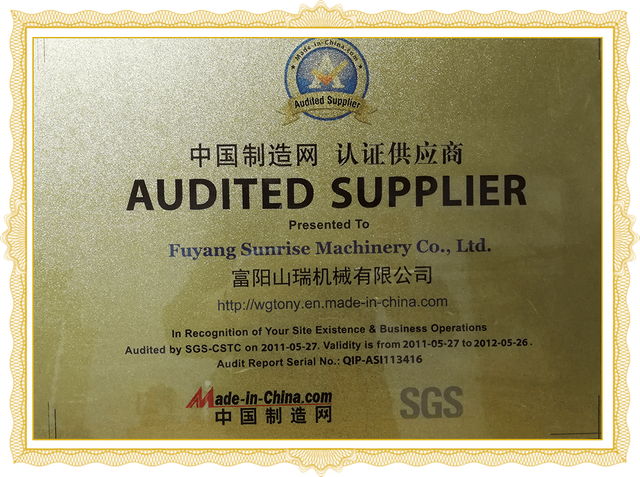 Made-in-China.com
Audited Supplier
中国制造网 认证供应商
AUDITED SUPPLIER
Presented To
Fuyang Sunrise Machinery Co., Ltd.
富阳山瑞机械有限公司
http://wgtony.en.made-in-china.com
In Recognition of Your Site Existence & Business Operations
Audited by SGS-CSTC on 2011-05-27. Validity is from 2011-05-27 to 2012-05-26.
Audit Report Serial No.: QIP-ASI113416
Made-in-China.com
中国制造网
SGS